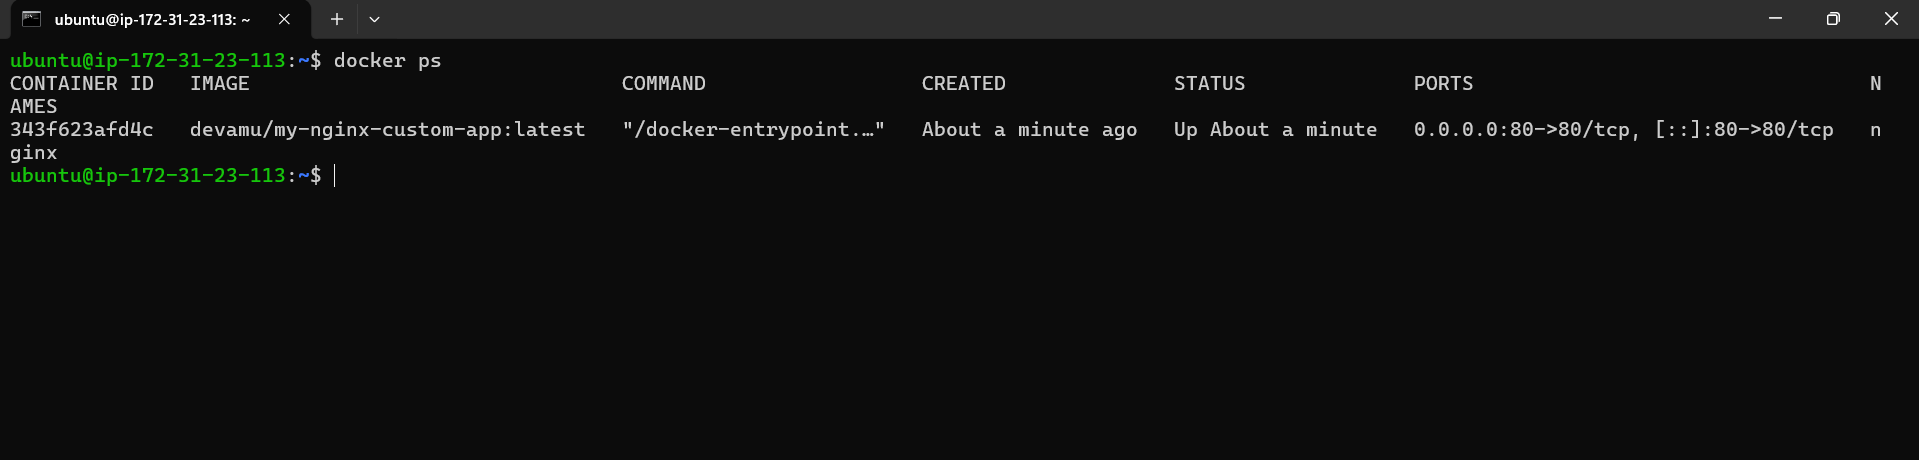 ubuntu@ip-172-31-23-113: ~
ubuntu@ip-172-31-23-113:~$ docker ps
CONTAINER ID   IMAGE                               COMMAND                  CREATED              STATUS              PORTS                                 N
AMES
343f623afd4c   devamu/my-nginx-custom-app:latest   "/docker-entrypoint.…"   About a minute ago   Up About a minute   0.0.0.0:80->80/tcp, [::]:80->80/tcp   n
ginx
ubuntu@ip-172-31-23-113:~$